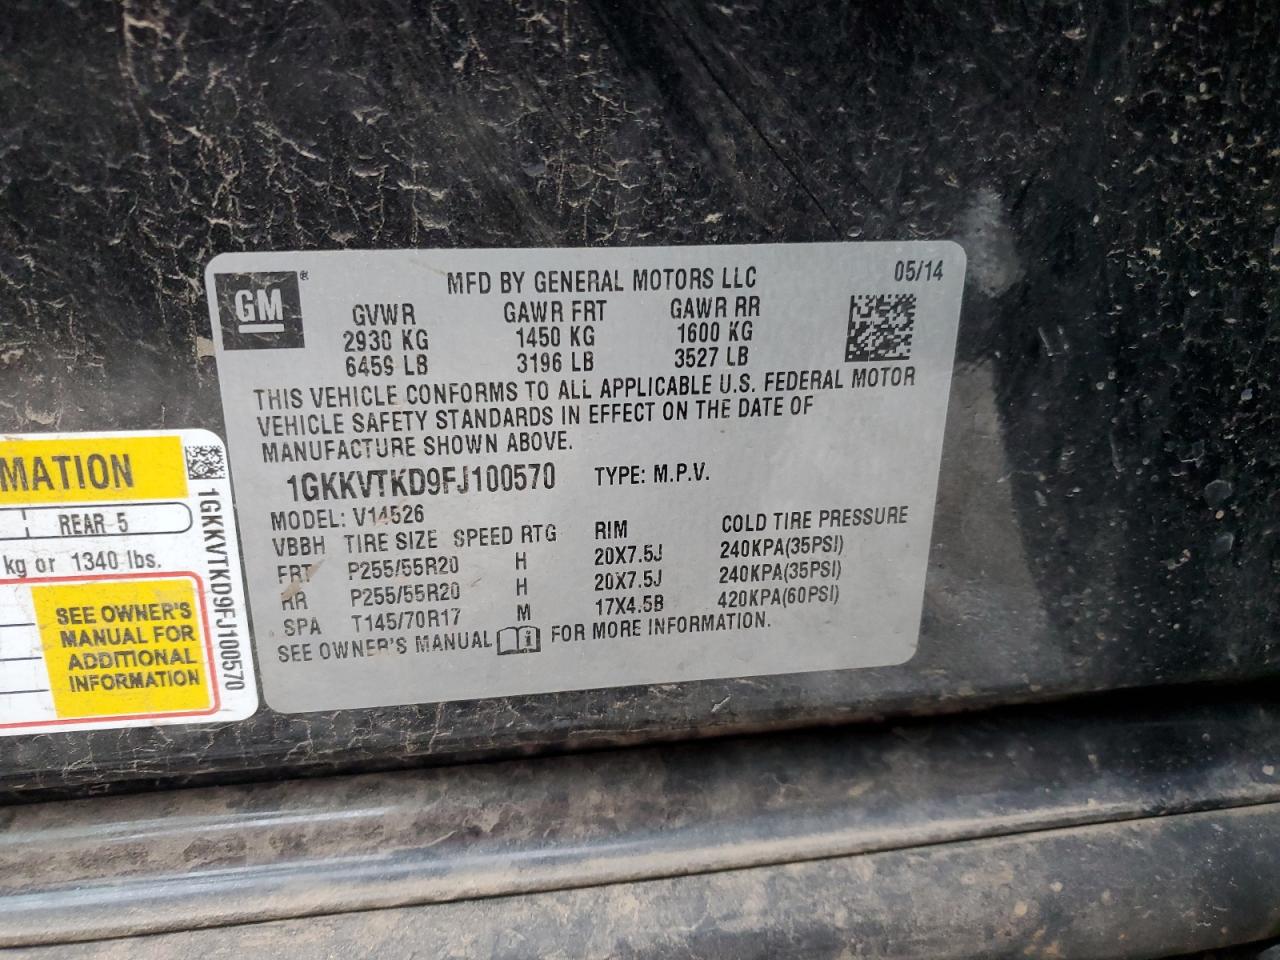 GM ®
MFD BY GENERAL MOTORS LLC 05/14
GVWR GAWR FRT GAWR RR
2930 KG 1450 KG 1600 KG
6459 LB 3196 LB 3527 LB
THIS VEHICLE CONFORMS TO ALL APPLICABLE U.S. FEDERAL MOTOR
VEHICLE SAFETY STANDARDS IN EFFECT ON THE DATE OF
MANUFACTURE SHOWN ABOVE.
1GKKVTKD9FJ100570 TYPE: M.P.V.
MODEL: V14526
VBBH TIRE SIZE SPEED RTG RIM COLD TIRE PRESSURE
FRT P255/55R20 H 20X7.5J 240KPA(35PSI)
RR P255/55R20 H 20X7.5J 240KPA(35PSI)
SPA T145/70R17 M 17X4.5B 420KPA(60PSI)
SEE OWNER'S MANUAL FOR MORE INFORMATION.
MATION
REAR 5
kg or 1340 lbs.
SEE OWNER'S
MANUAL FOR
ADDITIONAL
INFORMATION
1GKKVTKD9FJ100570